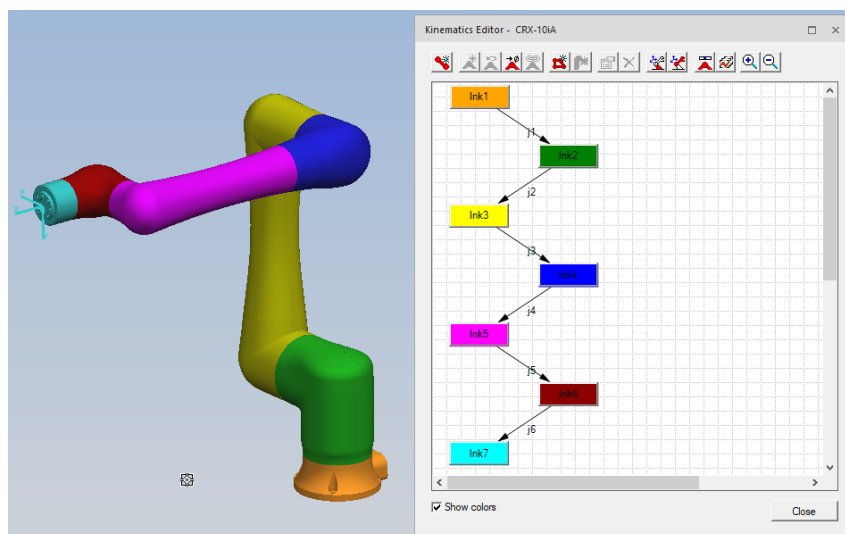 Kinematics Editor - CRX-10iA
lnk1
j1
lnk2
j2
lnk3
j3
lnk4
j4
lnk5
j5
lnk6
j6
lnk7
Show colors
Close